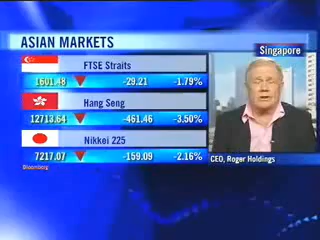 ASIAN MARKETS
Singapore
FTSE Straits
1601.48 -29.21 -1.79%
Hang Seng
12713.64 -461.46 -3.50%
Nikkei 225
7217.07 -159.09 -2.16%
CEO, Roger Holdings
Bloomberg